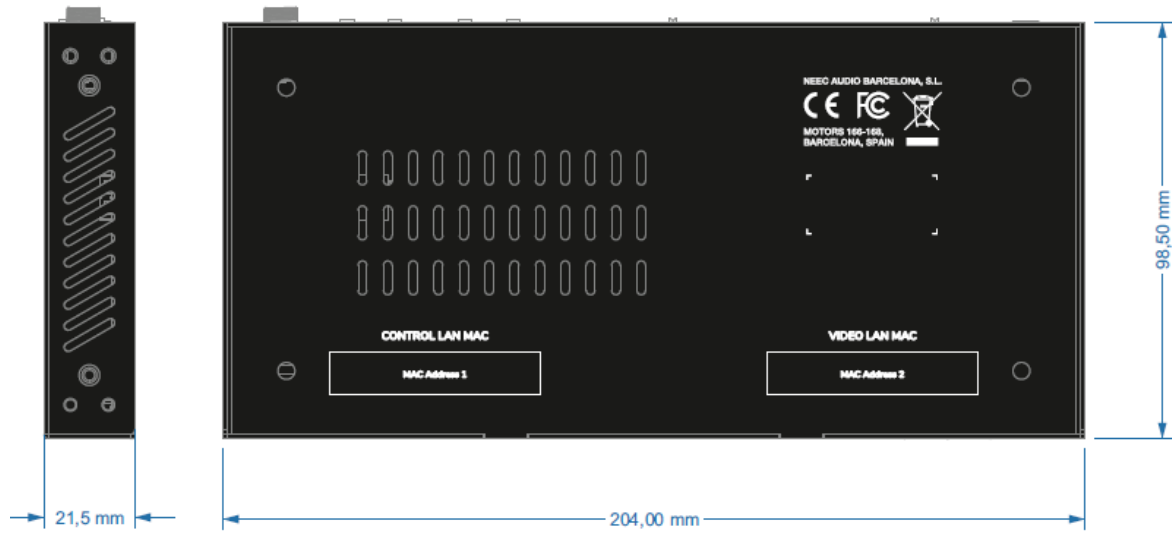 NEEC AUDIO BARCELONA, S.L.
CE FC
MOTORS 166-168,
BARCELONA, SPAIN
98,50 mm
CONTROL LAN MAC
VIDEO LAN MAC
MAC Address 1
MAC Address 2
21,5 mm
204,00 mm